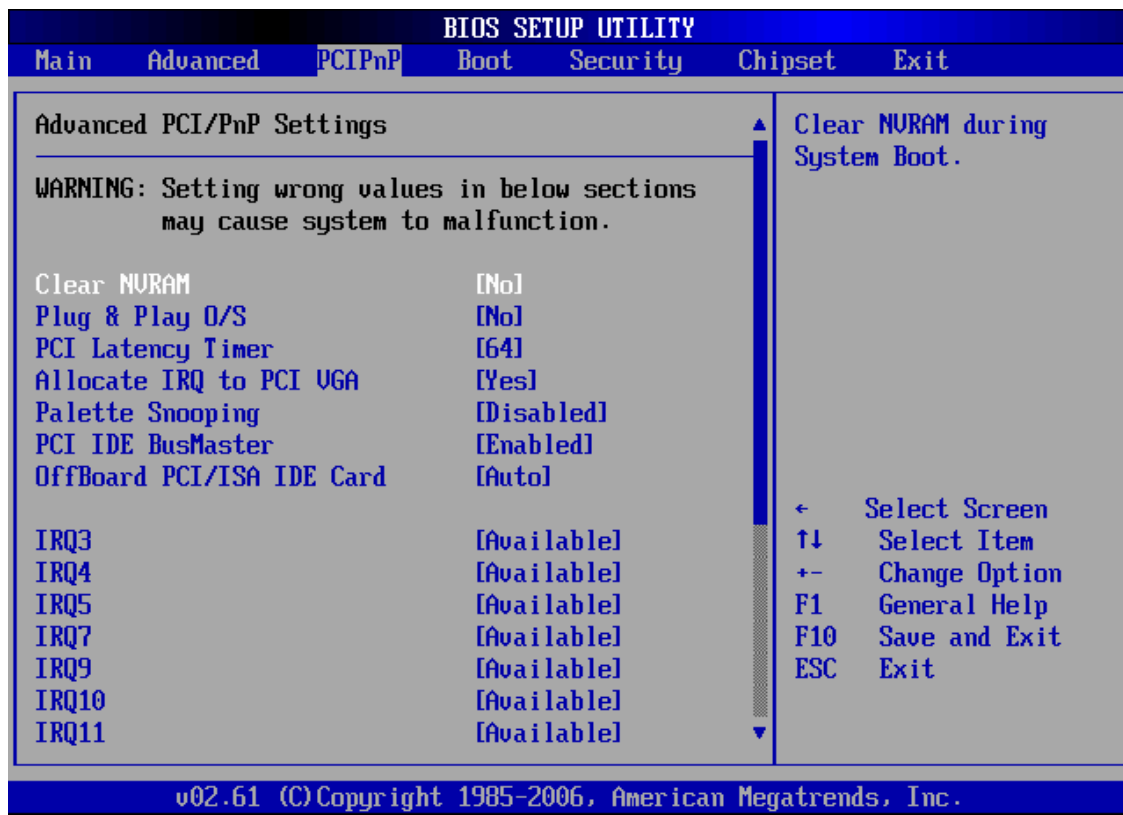 BIOS SETUP UTILITY
Main Advanced PCIPnP Boot Security Chipset Exit
Advanced PCI/PnP Settings
WARNING: Setting wrong values in below sections
may cause system to malfunction.
Clear NVRAM [No]
Plug & Play O/S [No]
PCI Latency Timer [64]
Allocate IRQ to PCI VGA [Yes]
Palette Snooping [Disabled]
PCI IDE BusMaster [Enabled]
OffBoard PCI/ISA IDE Card [Auto]
IRQ3 [Available]
IRQ4 [Available]
IRQ5 [Available]
IRQ7 [Available]
IRQ9 [Available]
IRQ10 [Available]
IRQ11 [Available]
Clear NVRAM during
System Boot.
← Select Screen
↑↓ Select Item
+- Change Option
F1 General Help
F10 Save and Exit
ESC Exit
v02.61 (C)Copyright 1985-2006, American Megatrends, Inc.